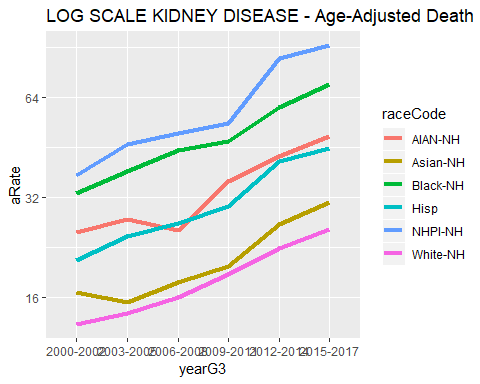 LOG SCALE KIDNEY DISEASE - Age-Adjusted Death
64
32
16
arRate
2000-2002 2003-2005 2006-2008 2009-2011 2012-2014 2015-2017
yearG3
raceCode
AIAN-NH
Asian-NH
Black-NH
Hisp
NHPI-NH
White-NH